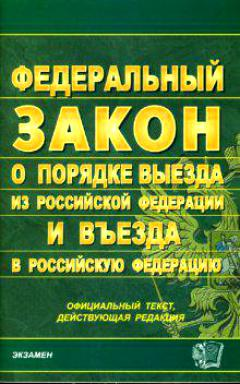 ФЕДЕРАЛЬНЫЙ
ЗАКОН
О ПОРЯДКЕ ВЫЕЗДА
ИЗ РОССИЙСКОЙ ФЕДЕРАЦИИ
И ВЪЕЗДА
В РОССИЙСКУЮ ФЕДЕРАЦИЮ
ОФИЦИАЛЬНЫЙ ТЕКСТ,
ДЕЙСТВУЮЩАЯ РЕДАКЦИЯ
ЭКЗАМЕН